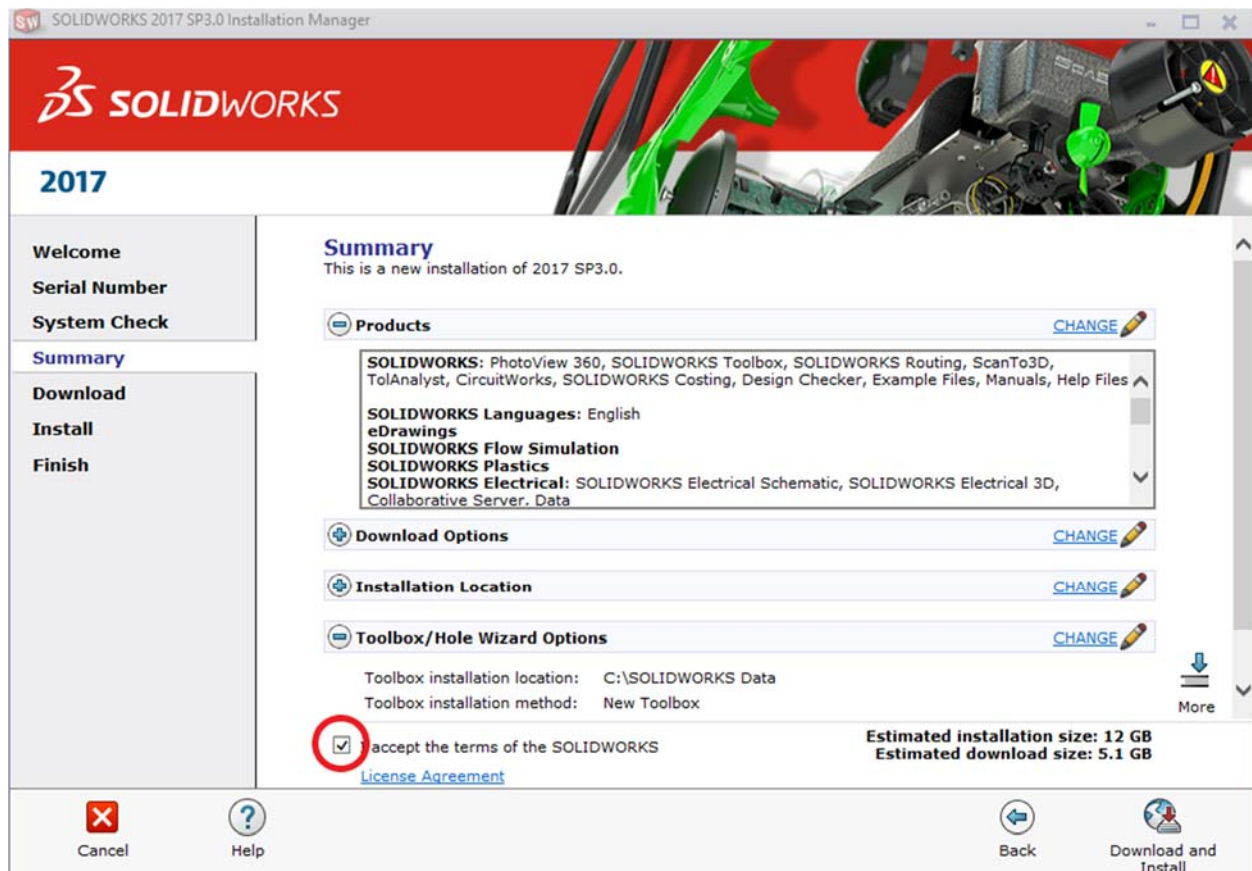 SW SOLIDWORKS 2017 SP3.0 Installation Manager
SOLIDWORKS
2017
Welcome
Serial Number
System Check
Summary
Download
Install
Finish
Summary
This is a new installation of 2017 SP3.0.
Products CHANGE
SOLIDWORKS: PhotoView 360, SOLIDWORKS Toolbox, SOLIDWORKS Routing, ScanTo3D,
TolAnalyst, CircuitWorks, SOLIDWORKS Costing, Design Checker, Example Files, Manuals, Help Files
SOLIDWORKS Languages: English
eDrawings
SOLIDWORKS Flow Simulation
SOLIDWORKS Plastics
SOLIDWORKS Electrical: SOLIDWORKS Electrical Schematic, SOLIDWORKS Electrical 3D,
Collaborative Server, Data
Download Options CHANGE
Installation Location CHANGE
Toolbox/Hole Wizard Options CHANGE
Toolbox installation location: C:\SOLIDWORKS Data
Toolbox installation method: New Toolbox
More
I accept the terms of the SOLIDWORKS
License Agreement
Estimated installation size: 12 GB
Estimated download size: 5.1 GB
Cancel
Help
Back
Download and
Install